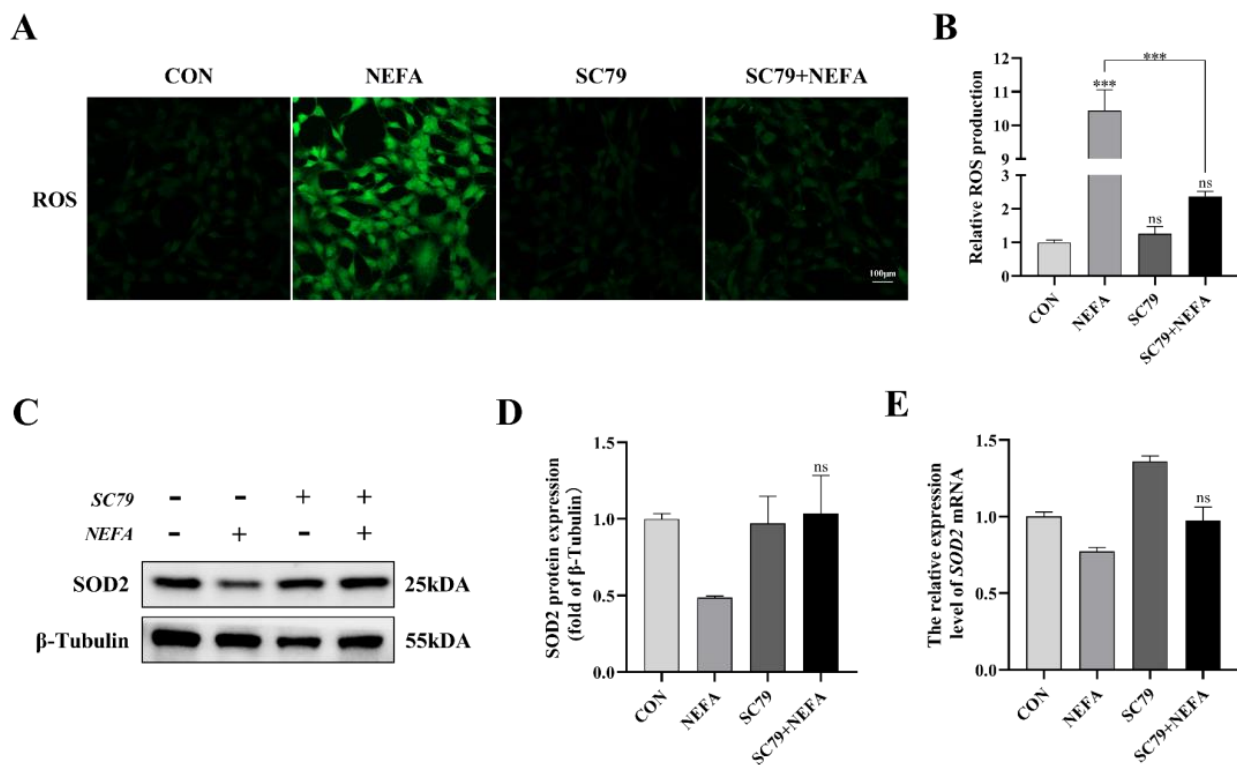 A
CON NEFA SC79 SC79+NEFA
ROS
100μm
B
Relative ROS production
12
11
10
9
3
2
1
0
***
***
ns
ns
CON NEFA SC79 SC79+NEFA
C
SC79 - - + +
NEFA - + - +
SOD2 25kDA
β-Tubulin 55kDA
D
SOD2 protein expression
(fold of β-Tubulin)
1.5
1.0
0.5
0.0
ns
CON NEFA SC79 SC79+NEFA
E
The relative expression
level of SOD2 mRNA
1.5
1.0
0.5
0.0
ns
CON NEFA SC79 SC79+NEFA